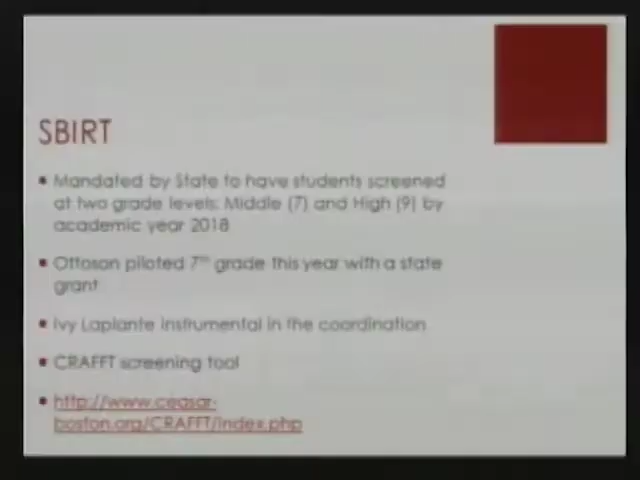 SBIRT
• Mandated by State to have students screened
at two grade levels: Middle (7) and High (9) by
academic year 2018
• Ottoson piloted 7th grade this year with a state
grant
• Ivy Laplante instrumental in the coordination
• CRAFFT screening tool
• http://www.ceasar-
boston.org/CRAFFT/index.php